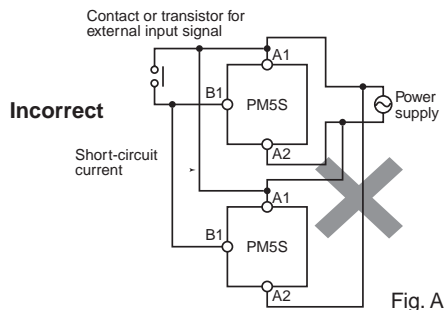 Contact or transistor for
external input signal
A1
B1
PM5S
Power
supply
Incorrect
A2
Short-circuit
current
A1
B1
PM5S
A2
Fig. A